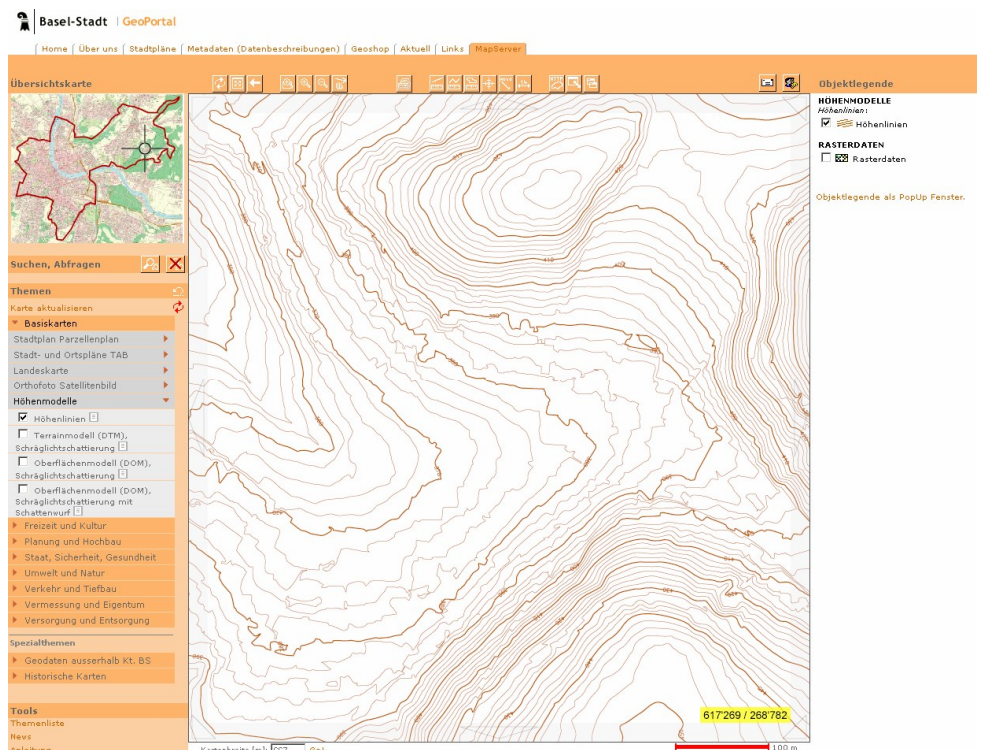 Basel-Stadt | GeoPortal
Home Über uns Stadtpläne Metadaten (Datenbeschreibungen) Geoshop Aktuell Links MapServer
Übersichtskarte
Suchen, Abfragen
Themen
Karte aktualisieren
Basiskarten
Stadtplan Parzellenplan
Stadt- und Ortspläne TAB
Landeskarte
Orthofoto Satellitenbild
Höhenmodelle
Höhenlinien
Terrainmodell (DTM),
Schräglichtschattierung
Oberflächenmodell (DOM),
Schräglichtschattierung
Oberflächenmodell (DOM),
Schräglichtschattierung mit
Schattenwurf
Freizeit und Kultur
Planung und Hochbau
Staat, Sicherheit, Gesundheit
Umwelt und Natur
Verkehr und Tiefbau
Vermessung und Eigentum
Versorgung und Entsorgung
Spezialthemen
Geodaten ausserhalb Kt. BS
Historische Karten
Tools
Themenliste
News
617'269 / 268'782
100 m
Objektlegende
HÖHENMODELLE
Höhenlinien:
Höhenlinien
RASTERDATEN
Rasterdaten
Objektlegende als PopUp Fenster.